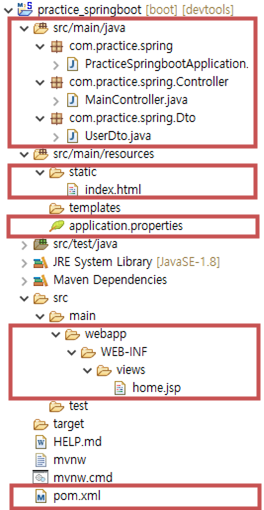 practice_springboot [boot] [devtools]
src/main/java
com.practice.spring
PracticeSpringbootApplication.
com.practice.spring.Controller
MainController.java
com.practice.spring.Dto
UserDto.java
src/main/resources
static
index.html
templates
application.properties
src/test/java
JRE System Library [JavaSE-1.8]
Maven Dependencies
src
main
webapp
WEB-INF
views
home.jsp
test
target
HELP.md
mvnw
mvnw.cmd
pom.xml